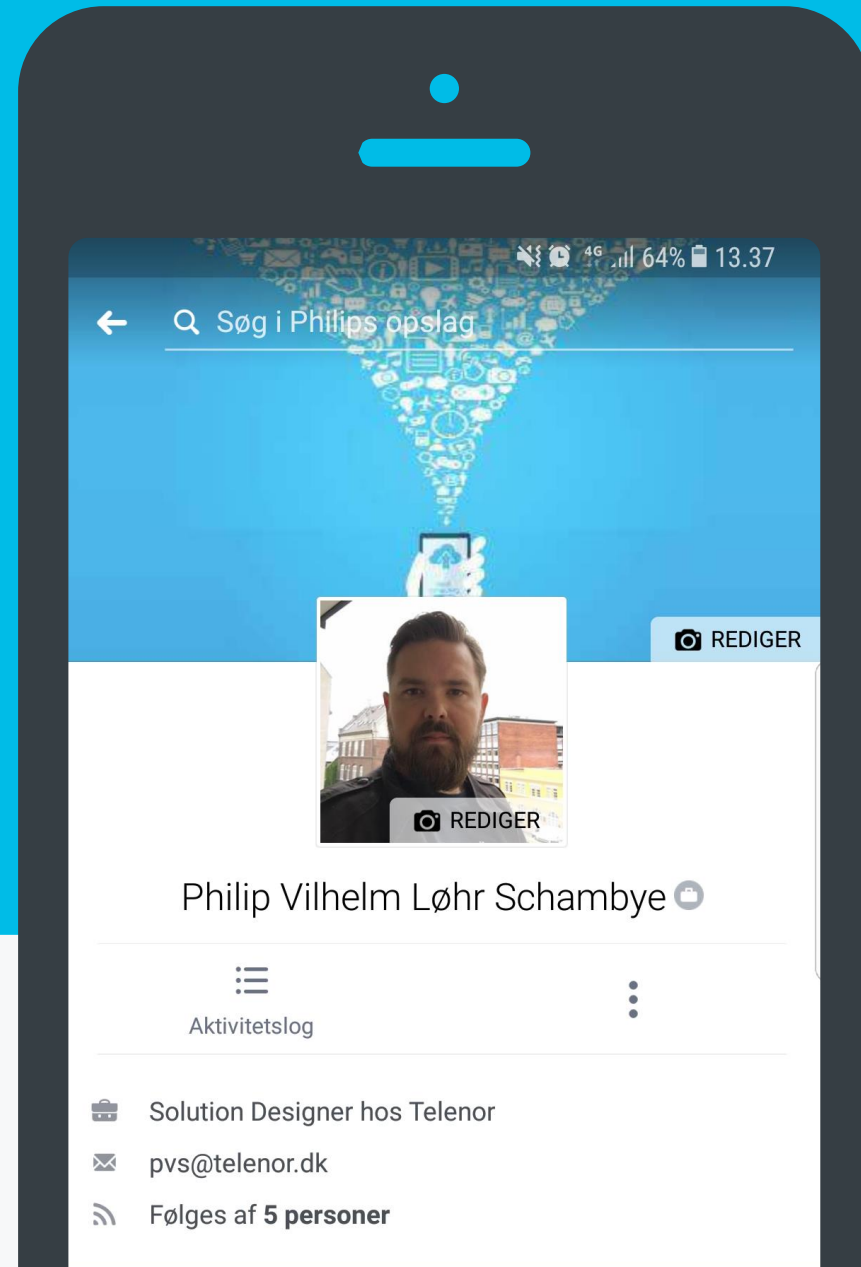 4G 64% 13.37
Søg i Philips opslag
REDIGER
REDIGER
Philip Vilhelm Løhr Schambye
Aktivitetslog
Solution Designer hos Telenor
pvs@telenor.dk
Følges af 5 personer